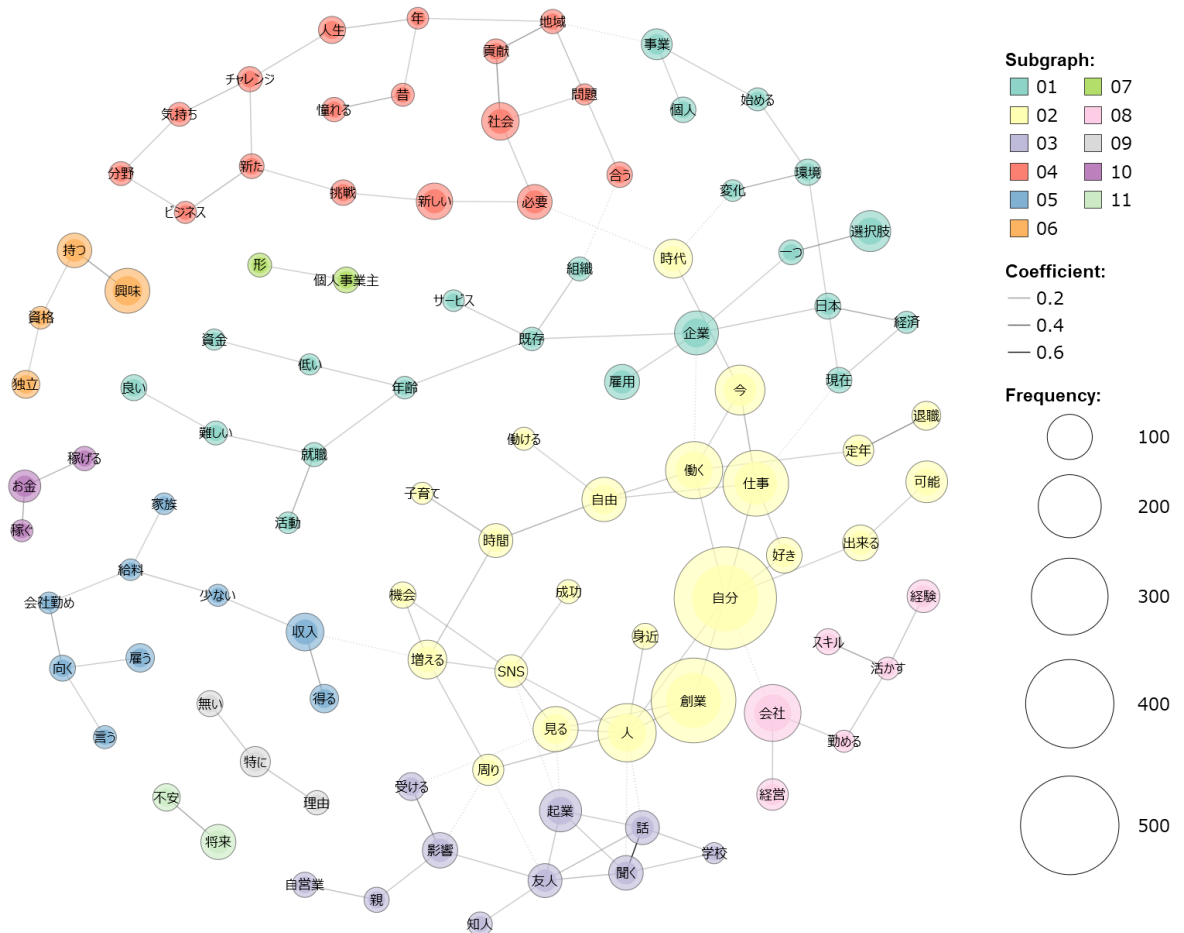 年
地域
人生
事業
貢献
チャレンジ
昔
問題
始める
憧れる
個人
気持ち
社会
新た
分野
合う
環境
挑戦
変化
新しい
必要
ビジネス
選択肢
持つ
一つ
時代
形
組織
個人事業主
興味
サービス
日本
資格
経済
企業
資金
既存
低い
雇用
現在
独立
良い
年齢
今
退職
難しい
働ける
定年
就職
稼げる
働く
仕事
可能
お金
子育て
自由
家族
活動
稼ぐ
時間
出来る
好き
給料
成功
機会
少ない
自分
経験
会社勤め
収入
身近
スキル
雇う
増える
向く
SNS
活かす
得る
創業
無い
会社
見る
人
言う
勤める
特に
周り
受ける
不安
理由
経営
起業
話
将来
影響
学校
聞く
友人
自営業
親
知人
Subgraph:
01
02
03
04
05
06
07
08
09
10
11
Coefficient:
0.2
0.4
0.6
Frequency:
100
200
300
400
500